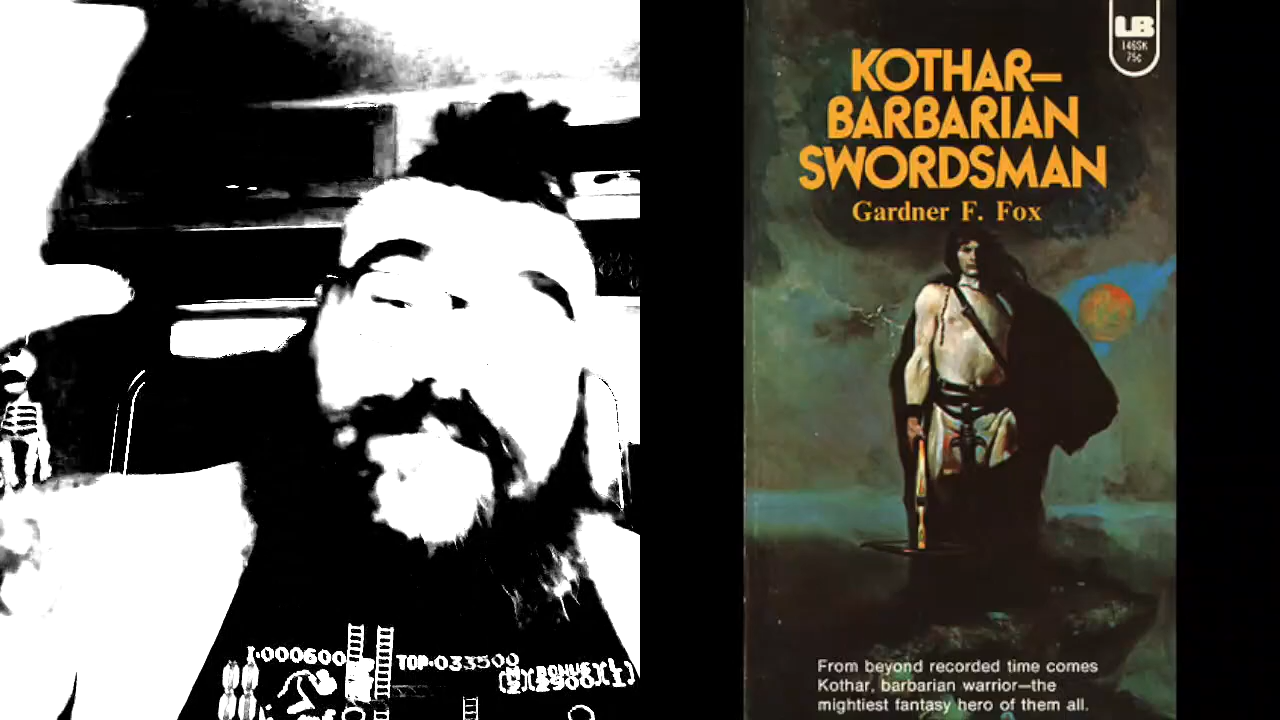 I-000600
TOP-033500
LB
146SK
75¢
KOTHAR—
BARBARIAN
SWORDSMAN
Gardner F. Fox
From beyond recorded time comes
Kothar, barbarian warrior—the
mightiest fantasy hero of them all.